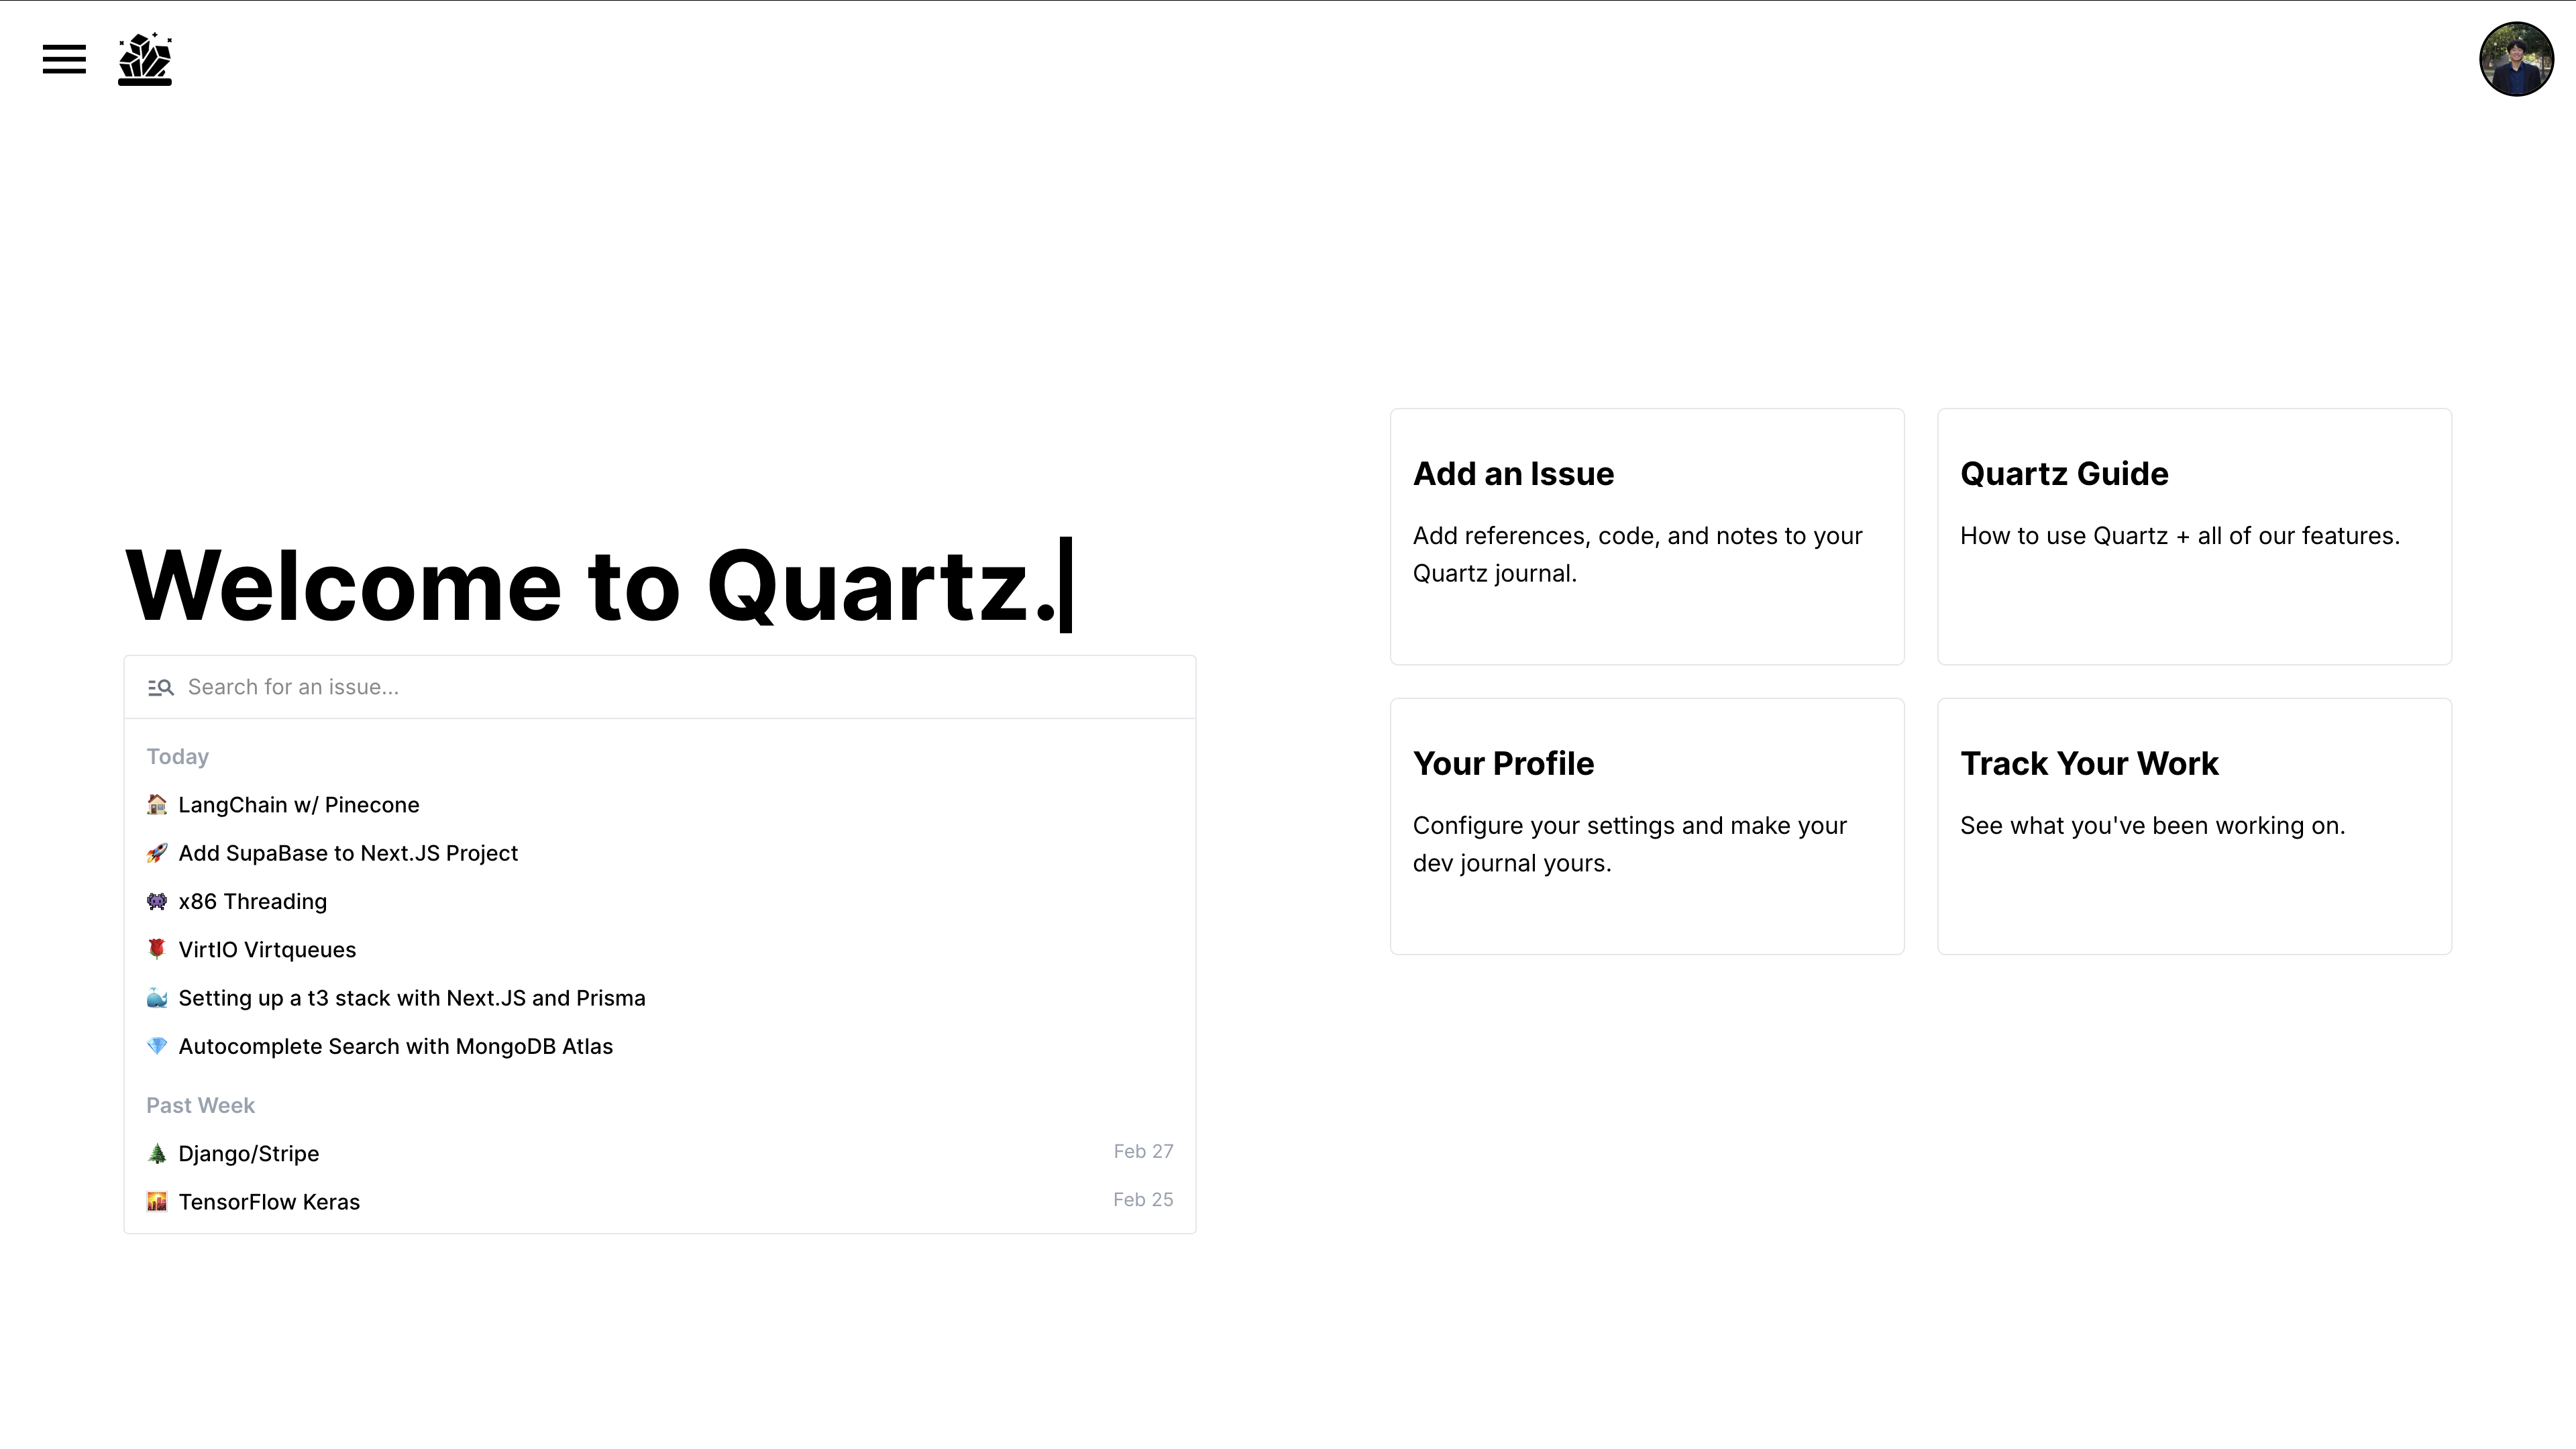 Welcome to Quartz.
Search for an issue...
Today
LangChain w/ Pinecone
Add SupaBase to Next.JS Project
x86 Threading
VirtIO Virtqueues
Setting up a t3 stack with Next.JS and Prisma
Autocomplete Search with MongoDB Atlas
Past Week
Django/Stripe Feb 27
TensorFlow Keras Feb 25
Add an Issue
Add references, code, and notes to your
Quartz journal.
Quartz Guide
How to use Quartz + all of our features.
Your Profile
Configure your settings and make your
dev journal yours.
Track Your Work
See what you've been working on.